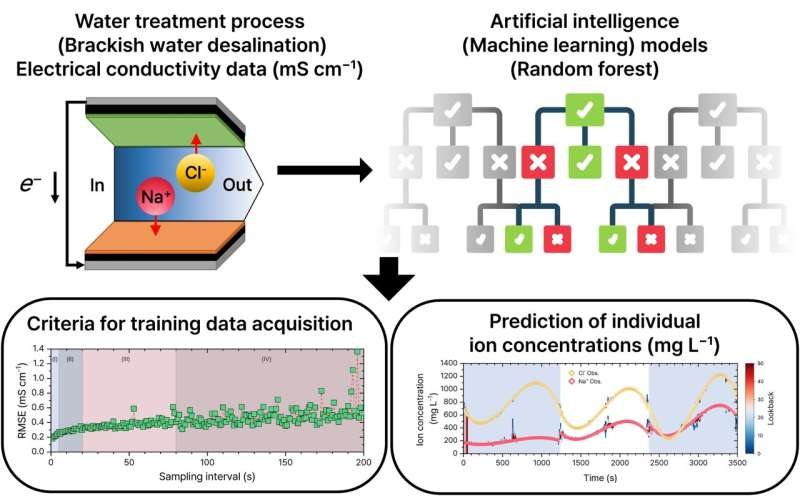 Water treatment process
(Brackish water desalination)
Electrical conductivity data (mS cm⁻¹)
e⁻
In
Na⁺
Cl⁻
Out
Artificial intelligence
(Machine learning) models
(Random forest)
Criteria for training data acquisition
RMSE (mS cm⁻¹)
1.4
1.2
1.0
0.8
0.6
0.4
0.2
0.0
(I)
(II)
(III)
(IV)
0
50
100
150
200
Sampling interval (s)
Prediction of individual
ion concentrations (mg L⁻¹)
Ion concentration
(mg L⁻¹)
1400
1200
1000
800
600
400
200
0
Cl⁻ Obs.
Na⁺ Obs.
0
500
1000
1500
2000
2500
3000
3500
Time (s)
50
40
30
20
10
0
Lookback